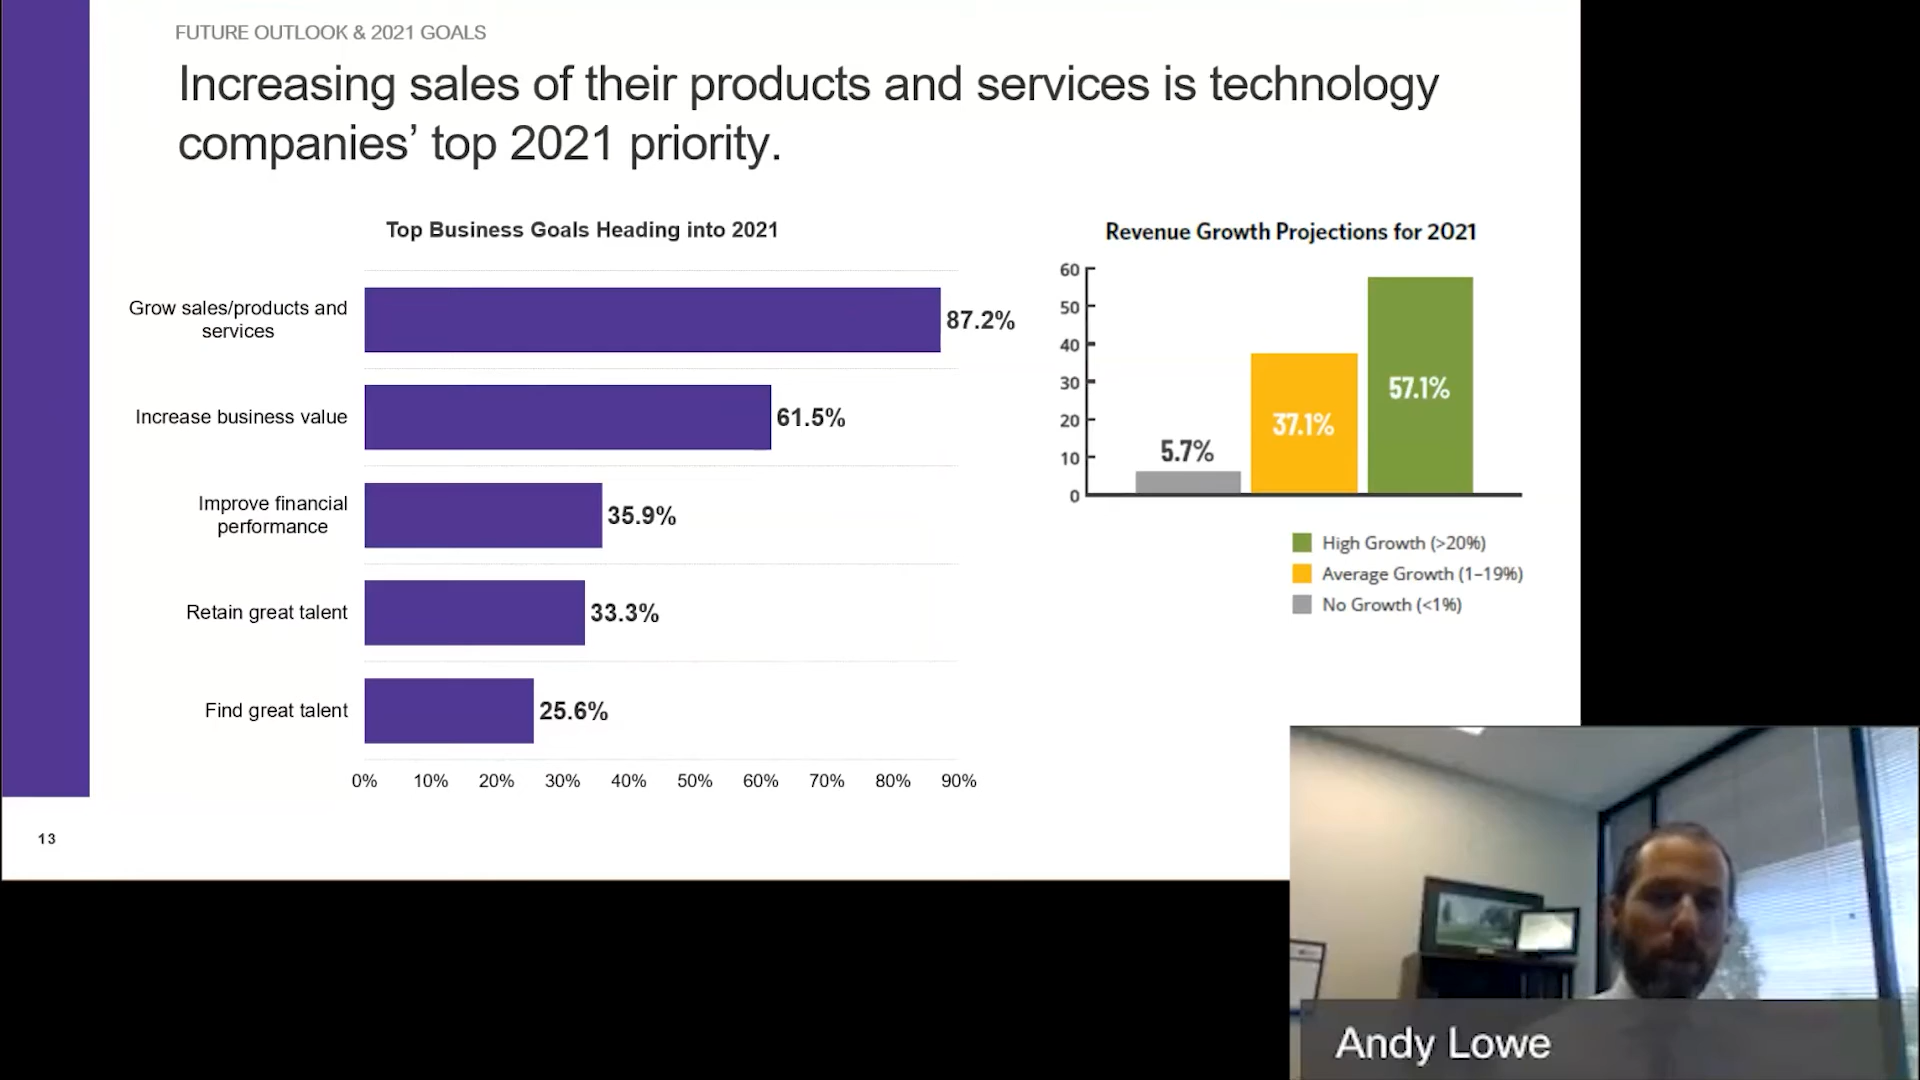 FUTURE OUTLOOK & 2021 GOALS
Increasing sales of their products and services is technology
companies’ top 2021 priority.
Top Business Goals Heading into 2021
Grow sales/products and
services
87.2%
Increase business value
61.5%
Improve financial
performance
35.9%
Retain great talent
33.3%
Find great talent
25.6%
0% 10% 20% 30% 40% 50% 60% 70% 80% 90%
Revenue Growth Projections for 2021
60
50
40
30
20
10
0
5.7%
37.1%
57.1%
High Growth (>20%)
Average Growth (1–19%)
No Growth (<1%)
13
Andy Lowe